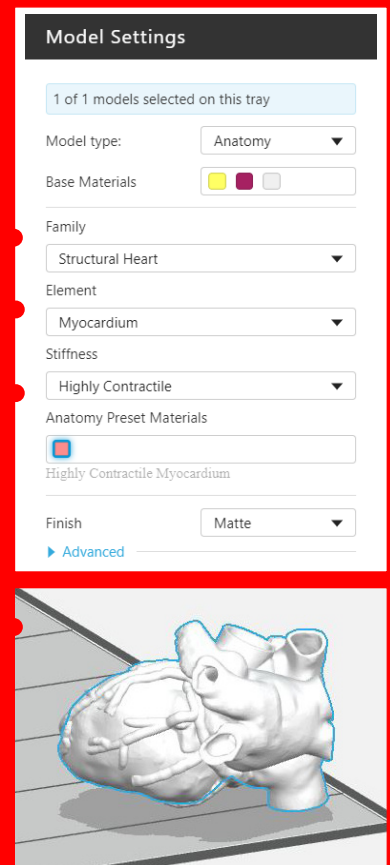 Model Settings
1 of 1 models selected on this tray
Model type: Anatomy
Base Materials
Family
Structural Heart
Element
Myocardium
Stiffness
Highly Contractile
Anatomy Preset Materials
Highly Contractile Myocardium
Finish Matte
Advanced